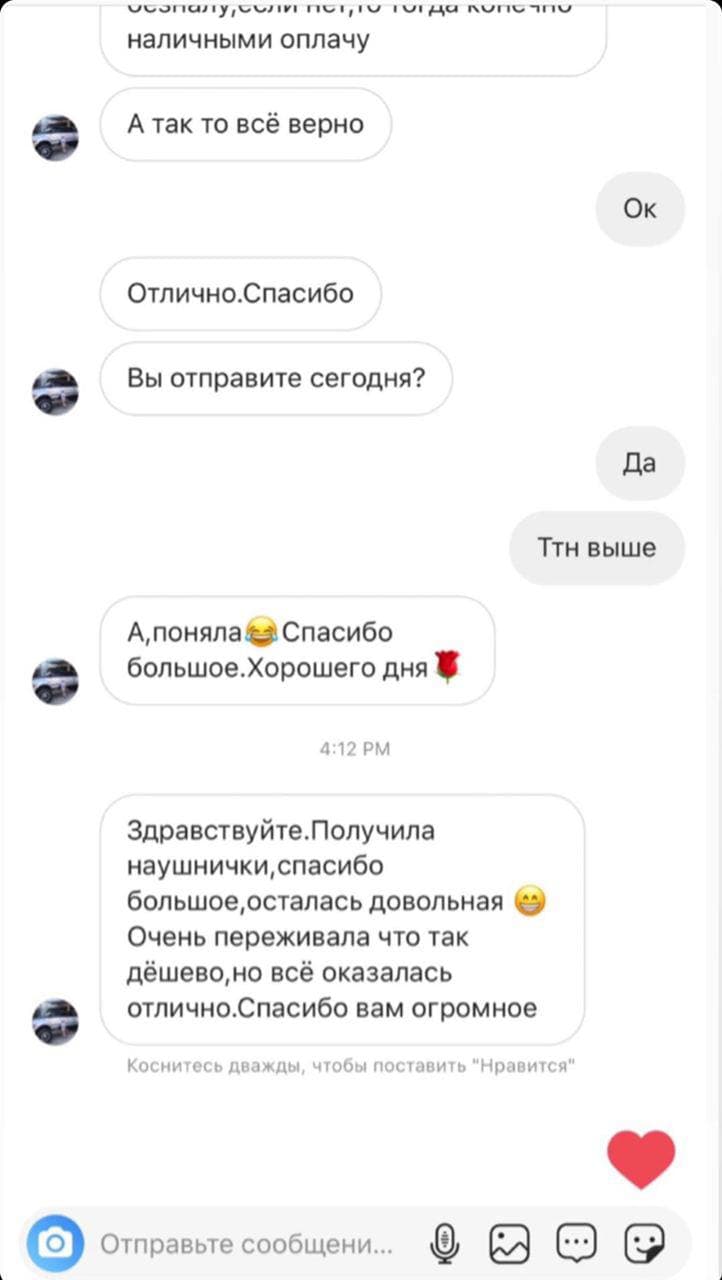 наличными оплачу
А так то всё верно
Ок
Отлично.Спасибо
Вы отправите сегодня?
Да
Ттн выше
А,поняла😂Спасибо
большое.Хорошего дня🌹
4:12 PM
Здравствуйте.Получила
наушнички,спасибо
большое,осталась довольная 😁
Очень переживала что так
дёшево,но всё оказалась
отлично.Спасибо вам огромное
Коснитесь дважды, чтобы поставить "Нравится"
Отправьте сообщени...